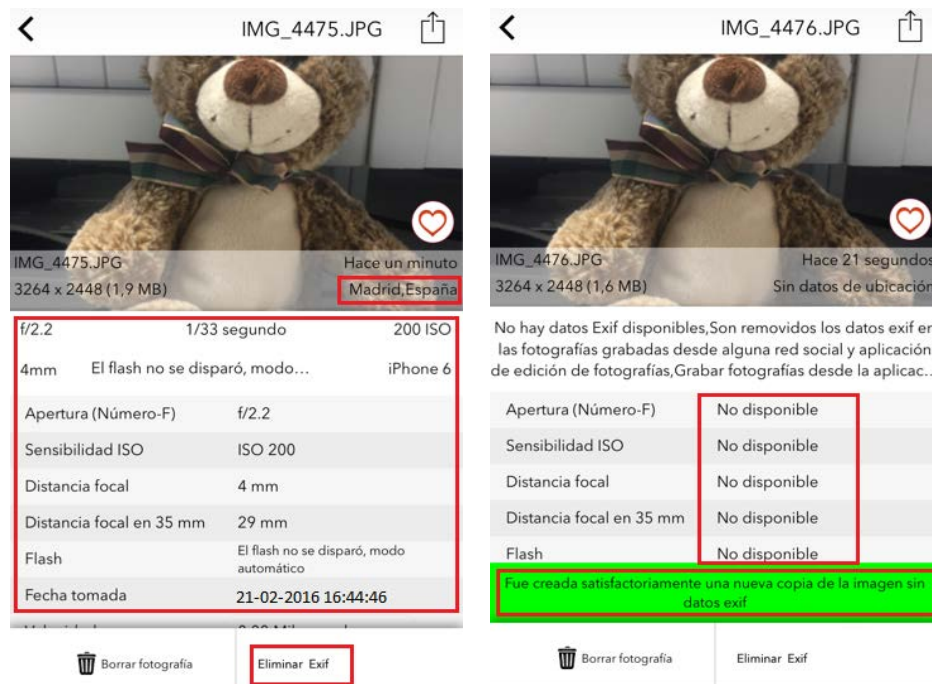 IMG_4475.JPG
IMG_4475.JPG Hace un minuto
3264 x 2448 (1,9 MB) Madrid,España
f/2.2 1/33 segundo 200 ISO
4mm El flash no se disparó, modo... iPhone 6
Apertura (Número-F) f/2.2
Sensibilidad ISO ISO 200
Distancia focal 4 mm
Distancia focal en 35 mm 29 mm
Flash El flash no se disparó, modo
automático
Fecha tomada 21-02-2016 16:44:46
Borrar fotografía Eliminar Exif
IMG_4476.JPG
IMG_4476.JPG Hace 21 segundos
3264 x 2448 (1,6 MB) Sin datos de ubicación
No hay datos Exif disponibles,Son removidos los datos exif en
las fotografías grabadas desde alguna red social y aplicación
de edición de fotografías,Grabar fotografías desde la aplicac...
Apertura (Número-F) No disponible
Sensibilidad ISO No disponible
Distancia focal No disponible
Distancia focal en 35 mm No disponible
Flash No disponible
Fue creada satisfactoriamente una nueva copia de la imagen sin
datos exif
Borrar fotografía Eliminar Exif